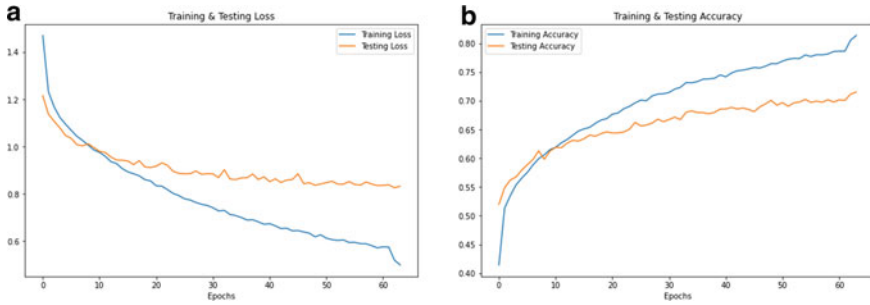 a
Training & Testing Loss
Training Loss
Testing Loss
1.4
1.2
1.0
0.8
0.6
0 10 20 30 40 50 60
Epochs
b
Training & Testing Accuracy
Training Accuracy
Testing Accuracy
0.80
0.75
0.70
0.65
0.60
0.55
0.50
0.45
0.40
0 10 20 30 40 50 60
Epochs